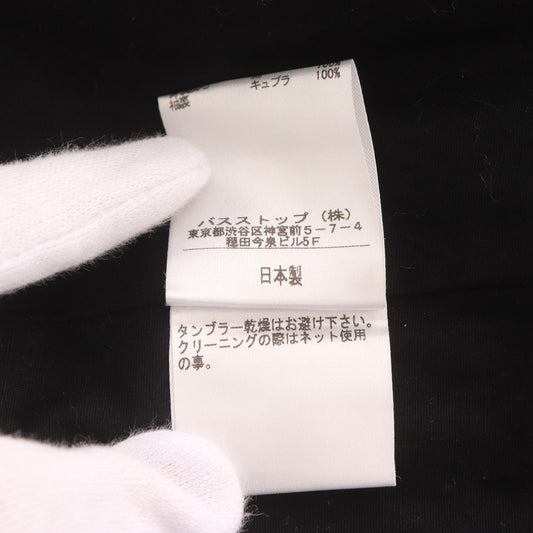 キュプラ 100%
バスストップ (株)
東京都渋谷区神宮前5-7-4
穏田今泉ビル5F
日本製
タンブラー乾燥はお避け下さい。
クリーニングの際はネット使用
の事。